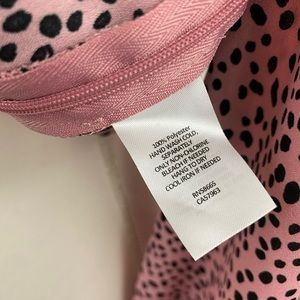 100% Polyester
HAND WASH COLD,
SEPARATELY
ONLY NON-CHLORINE
BLEACH IF NEEDED
HANG TO DRY
COOL IRON IF NEEDED
RN58665
CA57963